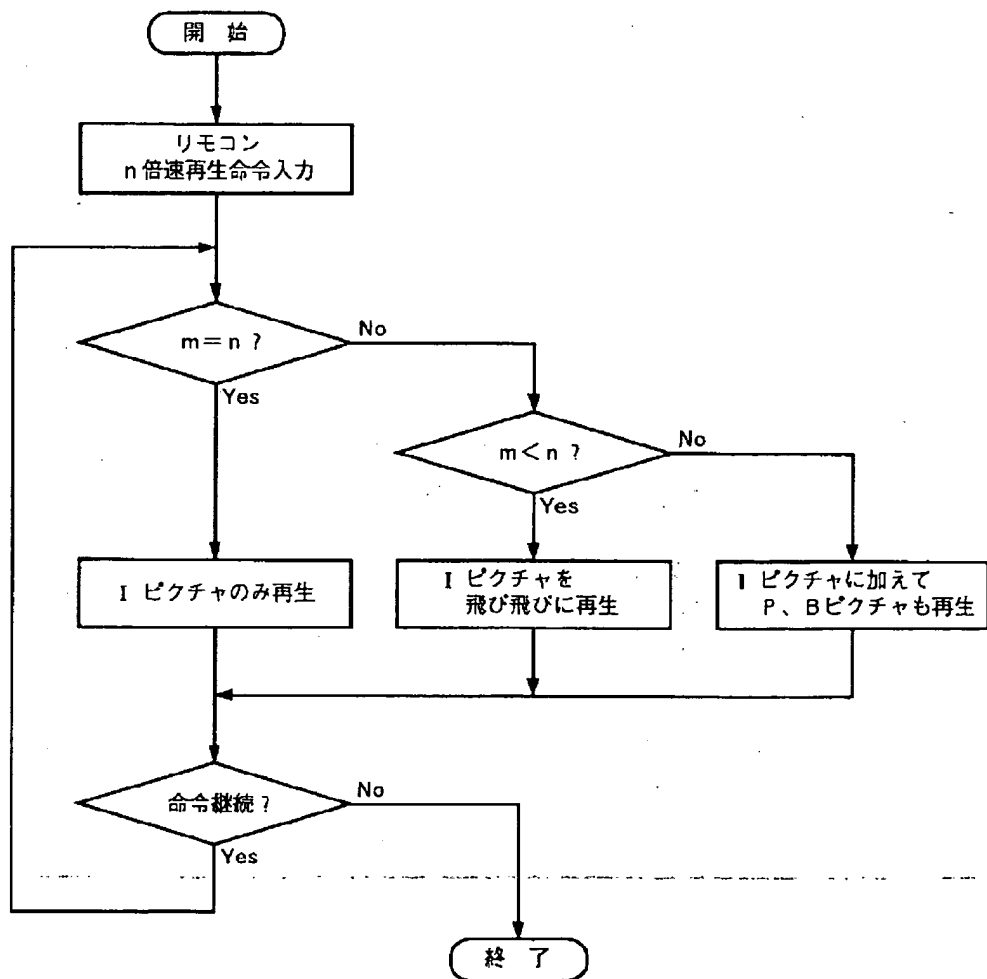 開 始
リモコン
n倍速再生命令入力
m=n ?
No
Yes
m<n ?
No
Yes
I ピクチャのみ再生
I ピクチャを
飛び飛びに再生
I ピクチャに加えて
P、Bピクチャも再生
命令継続?
No
Yes
終 了